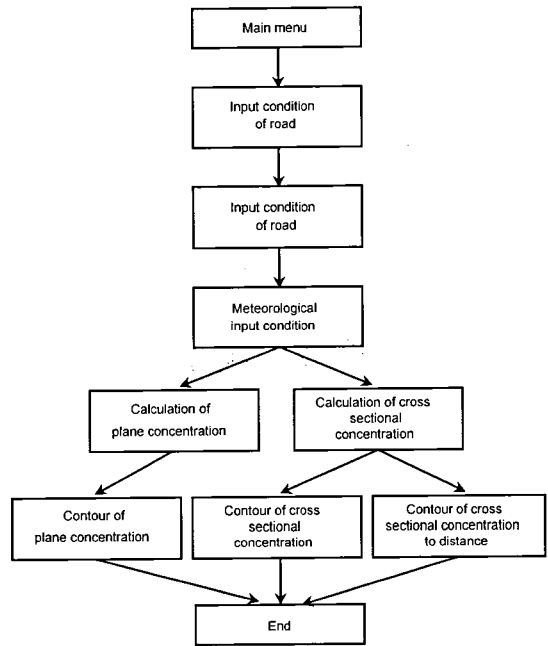 Main menu
Input condition
of road
Input condition
of road
Meteorological
input condition
Calculation of
plane concentration
Calculation of cross
sectional
concentration
Contour of
plane concentration
Contour of cross
sectional
concentration
Contour of cross
sectional concentration
to distance
End